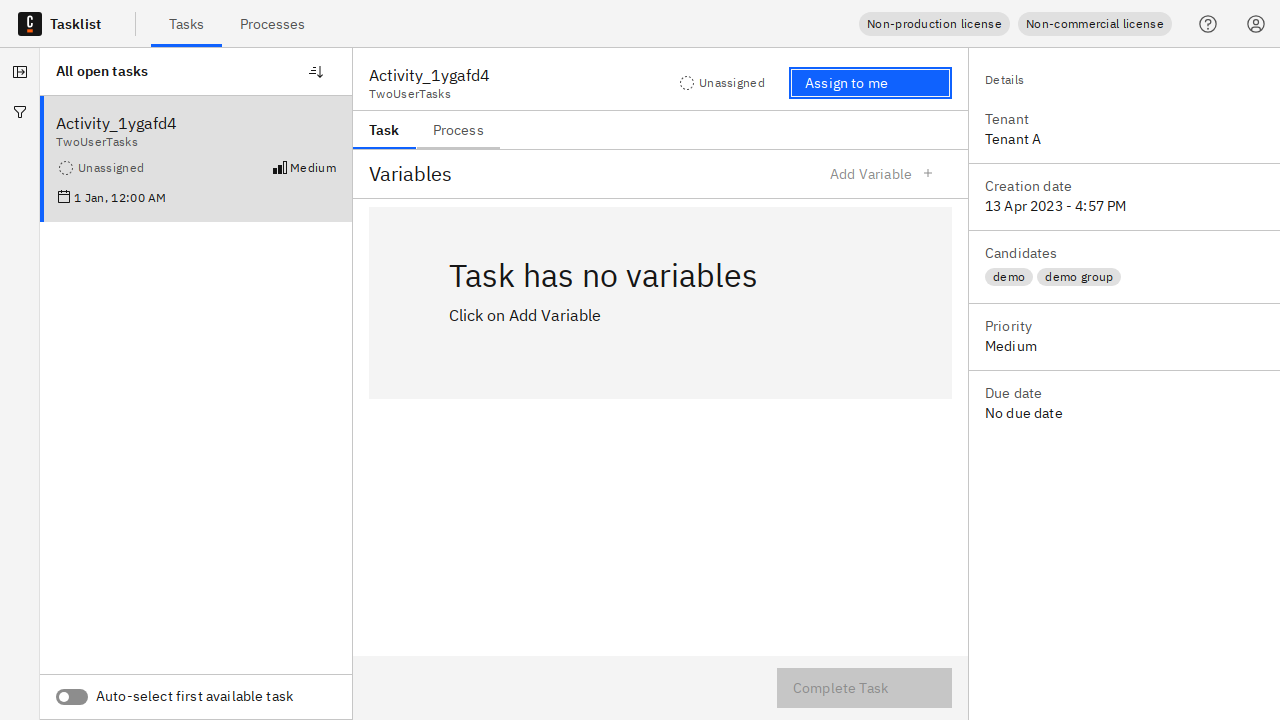 Tasklist
Tasks
Processes
Non-production license
Non-commercial license
All open tasks
Activity_1ygafd4
TwoUserTasks
Unassigned
Medium
1 Jan, 12:00 AM
Auto-select first available task
Activity_1ygafd4
TwoUserTasks
Unassigned
Assign to me
Task
Process
Variables
Add Variable
Task has no variables
Click on Add Variable
Complete Task
Details
Tenant
Tenant A
Creation date
13 Apr 2023 - 4:57 PM
Candidates
demo
demo group
Priority
Medium
Due date
No due date